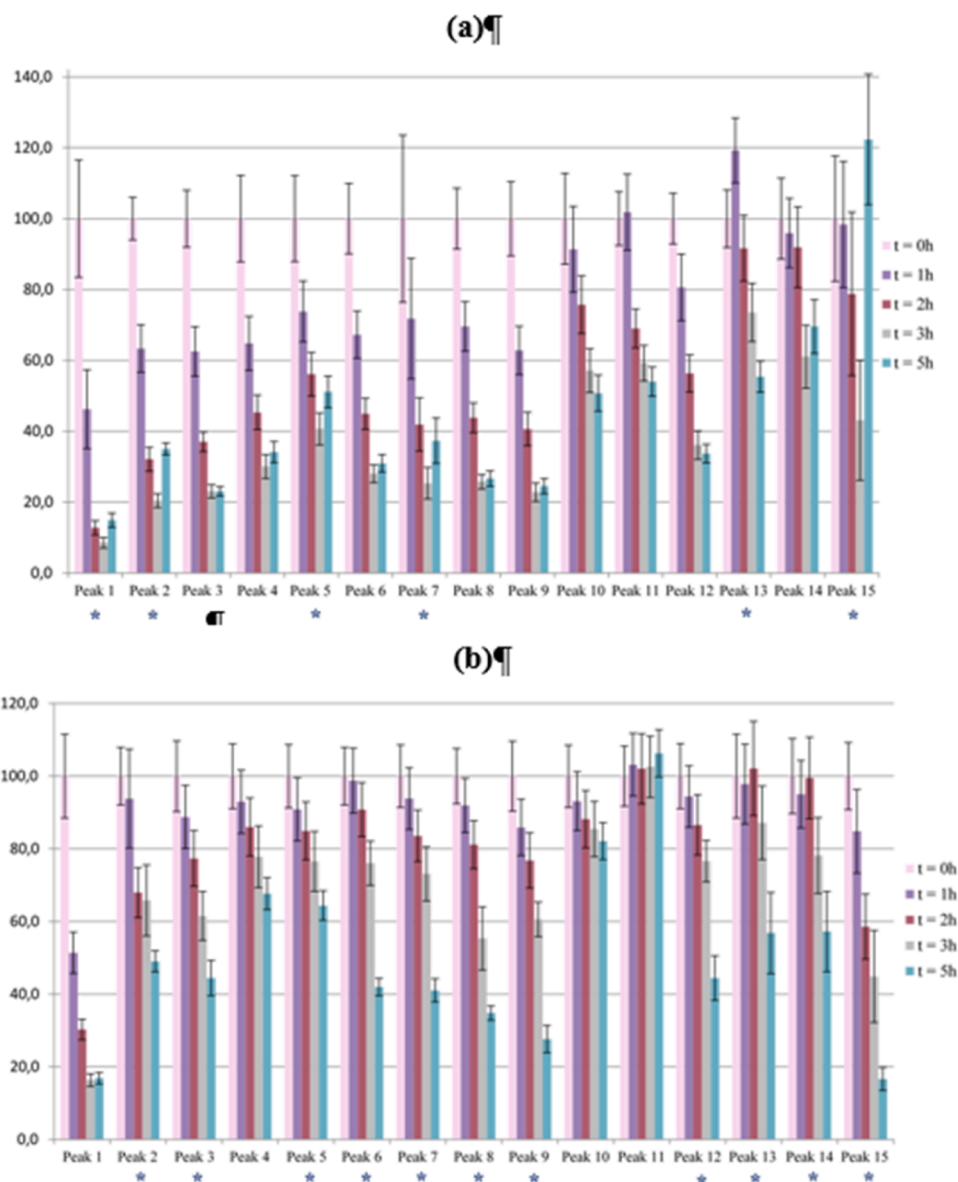 (a)¶
140,0
120,0
100,0
80,0
60,0
40,0
20,0
0,0
t = 0h
t = 1h
t = 2h
t = 3h
t = 5h
Peak 1 Peak 2 Peak 3 Peak 4 Peak 5 Peak 6 Peak 7 Peak 8 Peak 9 Peak 10 Peak 11 Peak 12 Peak 13 Peak 14 Peak 15
* * * * * *
¶
(b)¶
120,0
100,0
80,0
60,0
40,0
20,0
0,0
t = 0h
t = 1h
t = 2h
t = 3h
t = 5h
Peak 1 Peak 2 Peak 3 Peak 4 Peak 5 Peak 6 Peak 7 Peak 8 Peak 9 Peak 10 Peak 11 Peak 12 Peak 13 Peak 14 Peak 15
* * * * * * * * * * *